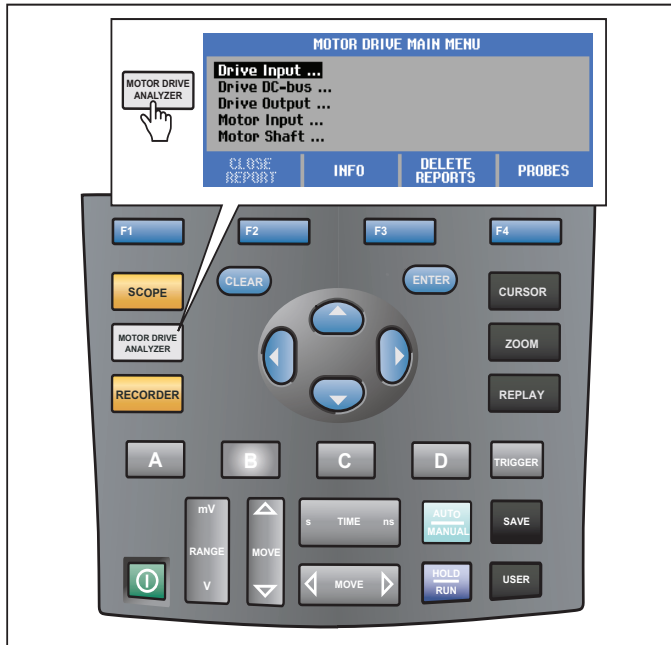 MOTOR DRIVE MAIN MENU
MOTOR DRIVE
ANALYZER
Drive Input ...
Drive DC-bus ...
Drive Output ...
Motor Input ...
Motor Shaft ...
CLOSE
REPORT
INFO
DELETE
REPORTS
PROBES
F1
F2
F3
F4
SCOPE
CLEAR
ENTER
CURSOR
MOTOR DRIVE
ANALYZER
ZOOM
RECORDER
REPLAY
A
B
C
D
TRIGGER
mV
RANGE
V
MOVE
s TIME ns
AUTO
MANUAL
SAVE
MOVE
HOLD
RUN
USER